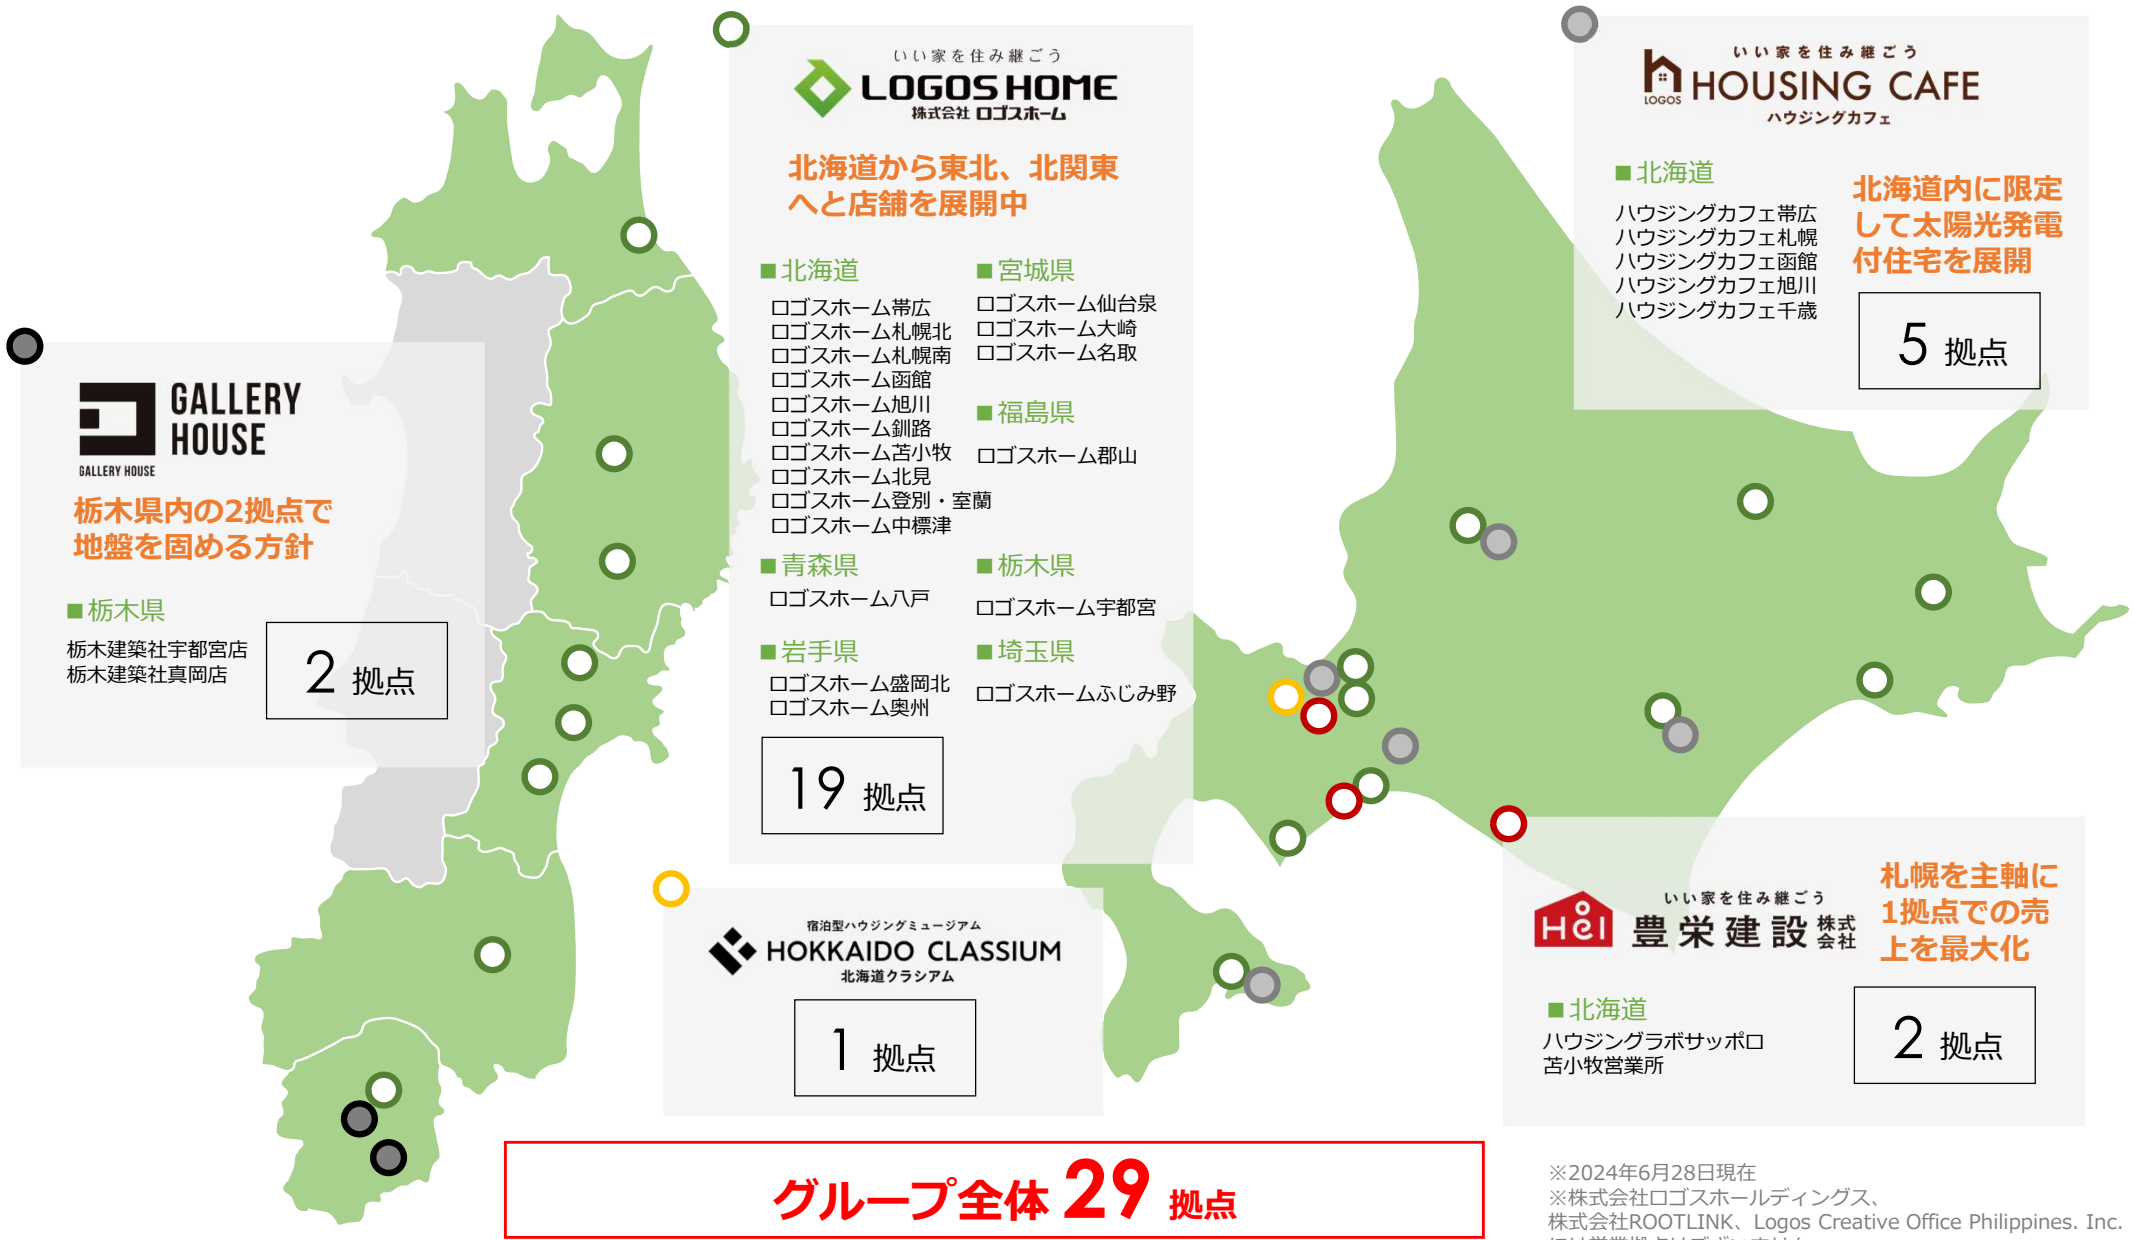 GALLERY
HOUSE
GALLERY HOUSE
栃木県内の2拠点で
地盤を固める方針
■栃木県
栃木建築社宇都宮店
栃木建築社真岡店
2 拠点
いい家を住み継ごう
LOGOS HOME
株式会社 ロゴスホーム
北海道から東北、北関東
へと店舗を展開中
■北海道
ロゴスホーム帯広
ロゴスホーム札幌北
ロゴスホーム札幌南
ロゴスホーム函館
ロゴスホーム旭川
ロゴスホーム釧路
ロゴスホーム苫小牧
ロゴスホーム北見
ロゴスホーム登別・室蘭
ロゴスホーム中標津
■青森県
ロゴスホーム八戸
■岩手県
ロゴスホーム盛岡北
ロゴスホーム奥州
■宮城県
ロゴスホーム仙台泉
ロゴスホーム大崎
ロゴスホーム名取
■福島県
ロゴスホーム郡山
■栃木県
ロゴスホーム宇都宮
■埼玉県
ロゴスホームふじみ野
19 拠点
宿泊型ハウジングミュージアム
HOKKAIDO CLASSIUM
北海道クラシアム
1 拠点
いい家を住み継ごう
LOGOS
HOUSING CAFE
ハウジングカフェ
■北海道
ハウジングカフェ帯広
ハウジングカフェ札幌
ハウジングカフェ函館
ハウジングカフェ旭川
ハウジングカフェ千歳
北海道内に限定
して太陽光発電
付住宅を展開
5 拠点
いい家を住み継ごう
Hel 豊栄建設 株式会社
札幌を主軸に
1拠点での売
上を最大化
■北海道
ハウジングラボサッポロ
苫小牧営業所
2 拠点
グループ全体 29 拠点
※2024年6月28日現在
※株式会社ロゴスホールディングス、
株式会社ROOTLINK、Logos Creative Office Philippines. Inc.